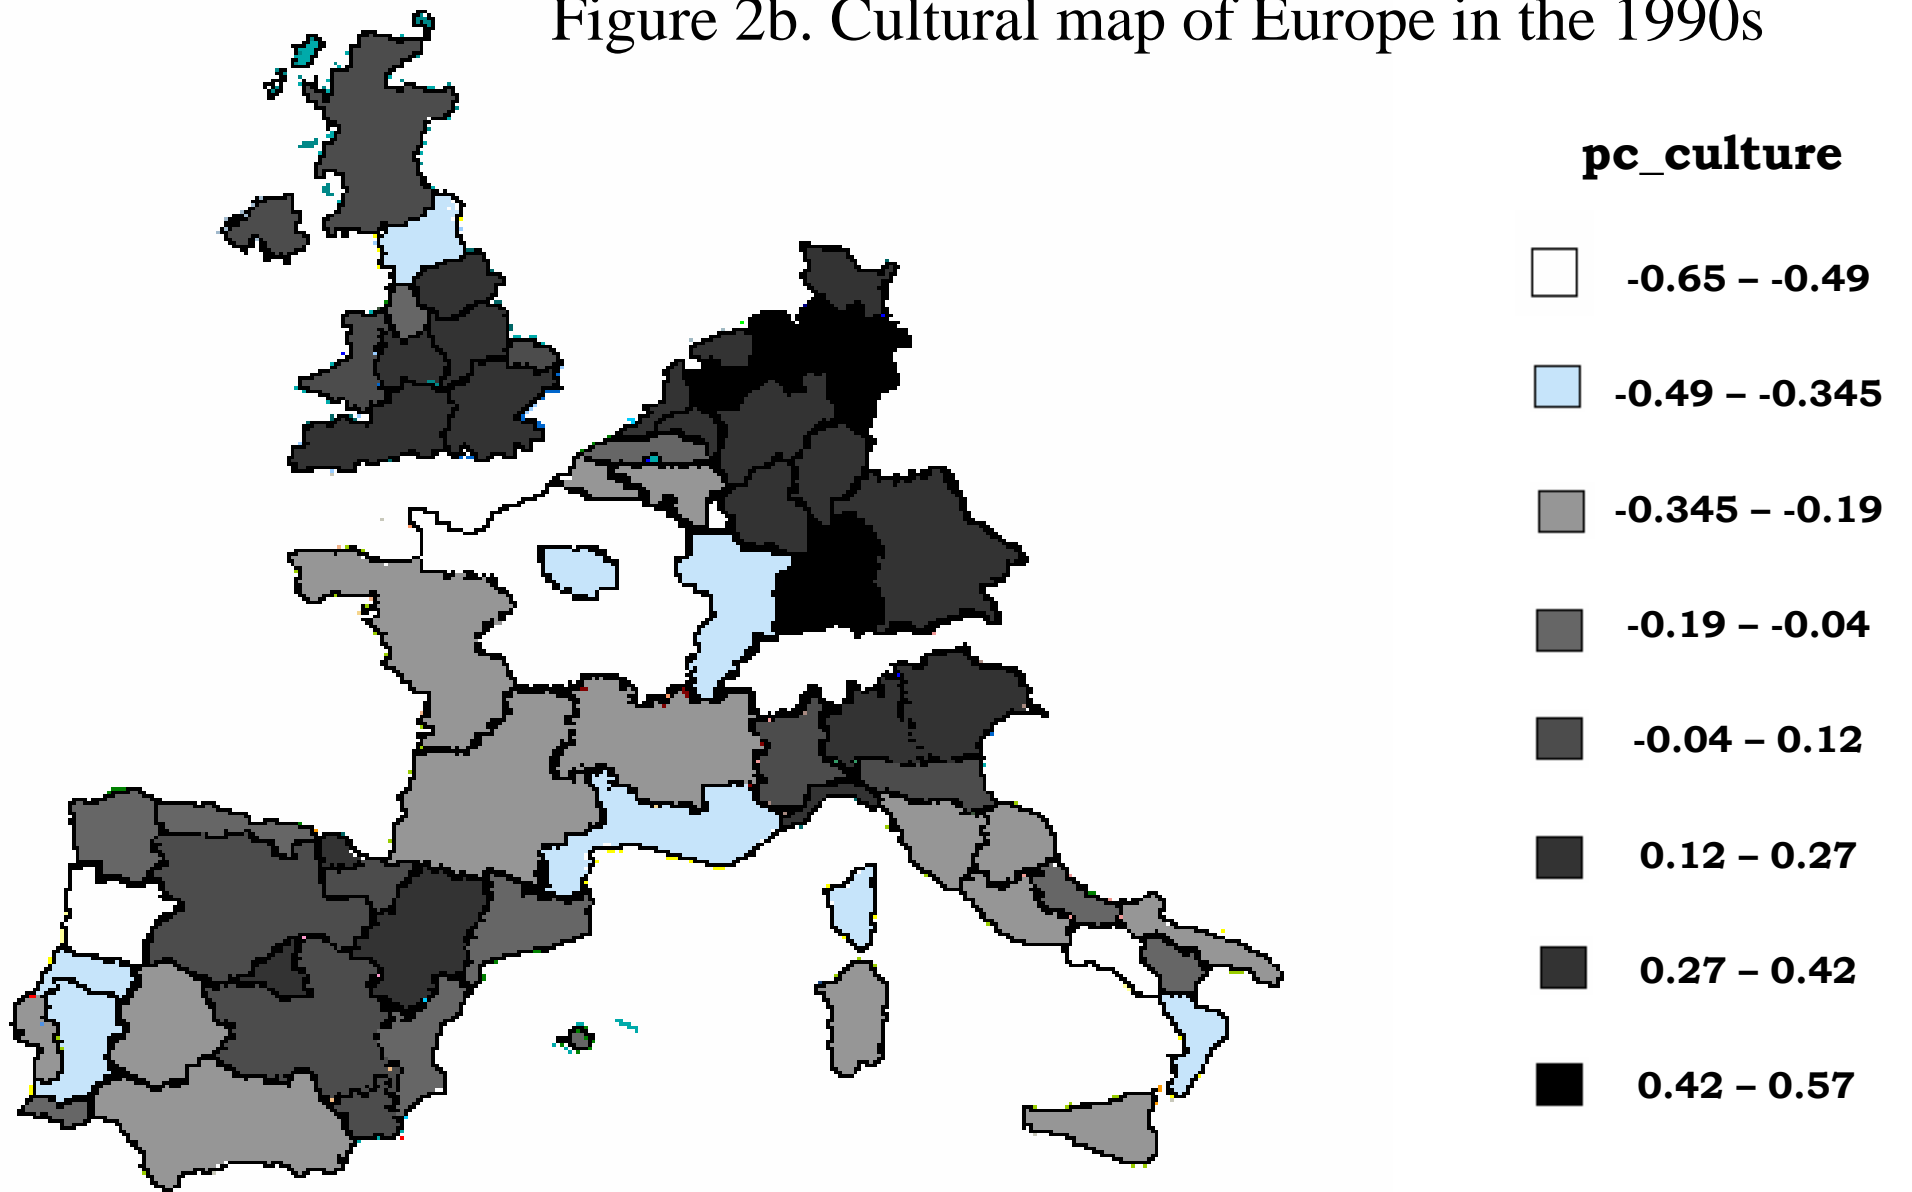 Figure 2b. Cultural map of Europe in the 1990s
pc_culture
-0.65 – -0.49
-0.49 – -0.345
-0.345 – -0.19
-0.19 – -0.04
-0.04 – 0.12
0.12 – 0.27
0.27 – 0.42
0.42 – 0.57